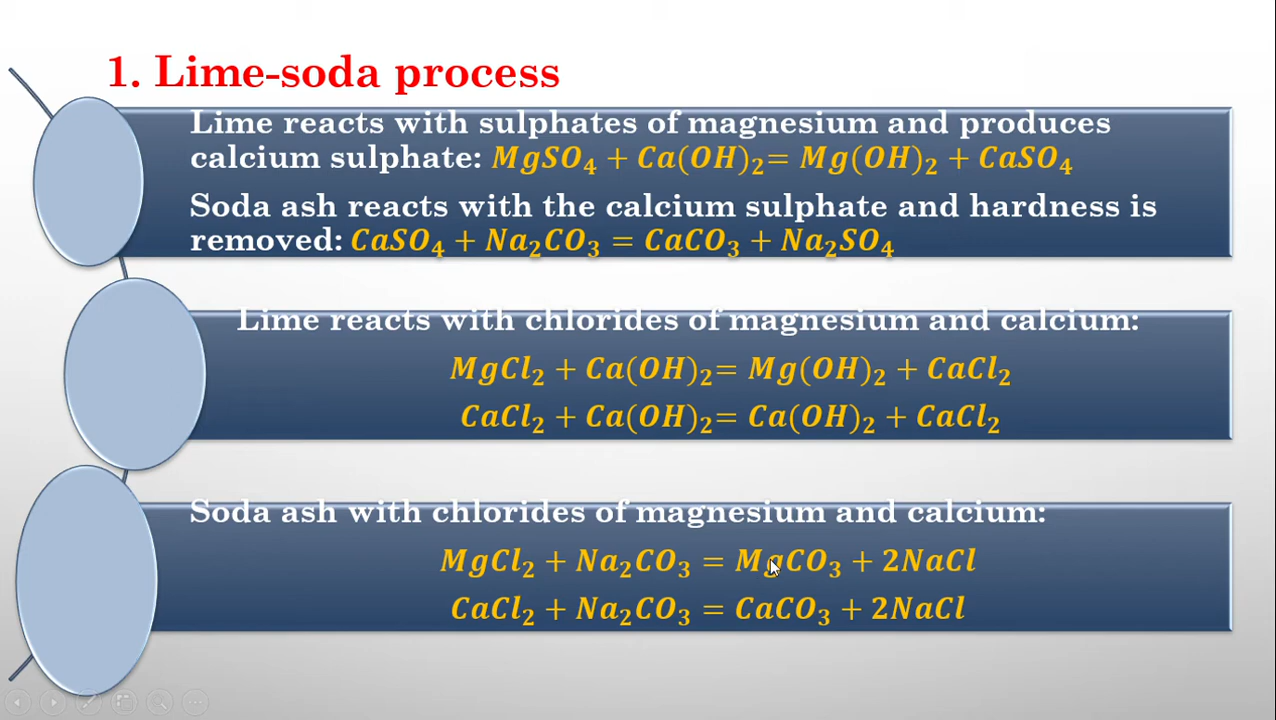 1. Lime-soda process
Lime reacts with sulphates of magnesium and produces
calcium sulphate: MgSO₄ + Ca(OH)₂= Mg(OH)₂ + CaSO₄
Soda ash reacts with the calcium sulphate and hardness is
removed: CaSO₄ + Na₂CO₃ = CaCO₃ + Na₂SO₄
Lime reacts with chlorides of magnesium and calcium:
MgCl₂ + Ca(OH)₂= Mg(OH)₂ + CaCl₂
CaCl₂ + Ca(OH)₂= Ca(OH)₂ + CaCl₂
Soda ash with chlorides of magnesium and calcium:
MgCl₂ + Na₂CO₃ = MgCO₃ + 2NaCl
CaCl₂ + Na₂CO₃ = CaCO₃ + 2NaCl